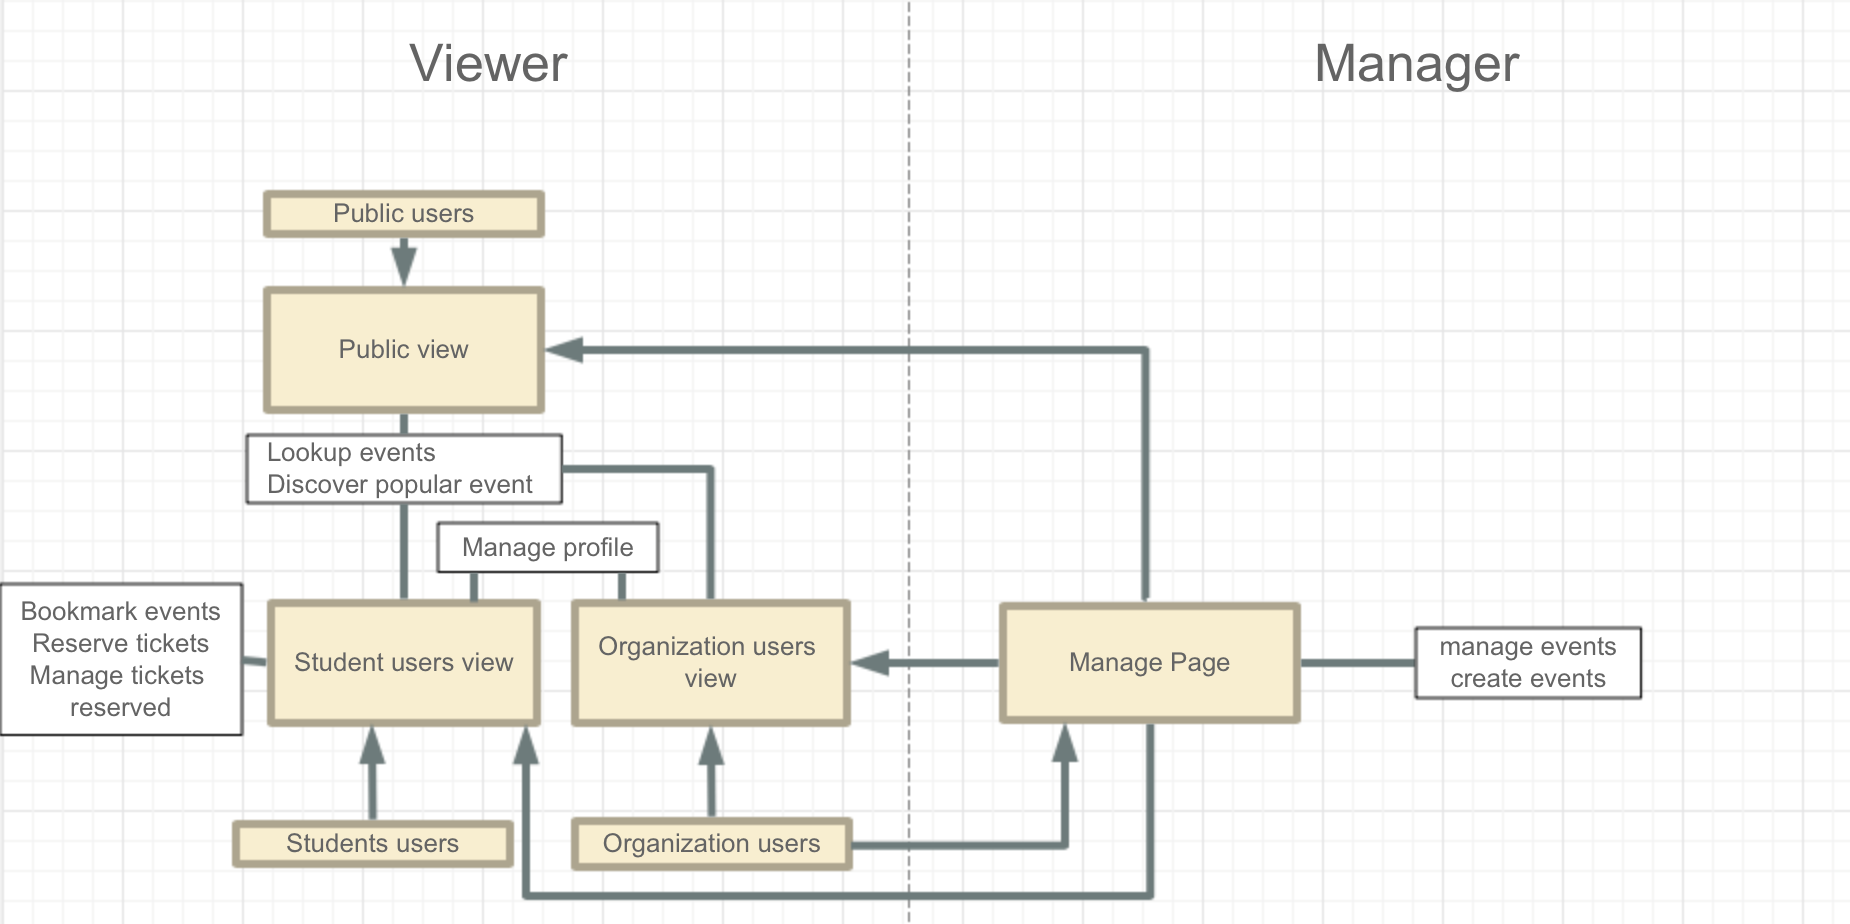 Viewer
Manager
Public users
Public view
Lookup events
Discover popular event
Manage profile
Bookmark events
Reserve tickets
Manage tickets
reserved
Student users view
Organization users
view
Manage Page
manage events
create events
Students users
Organization users